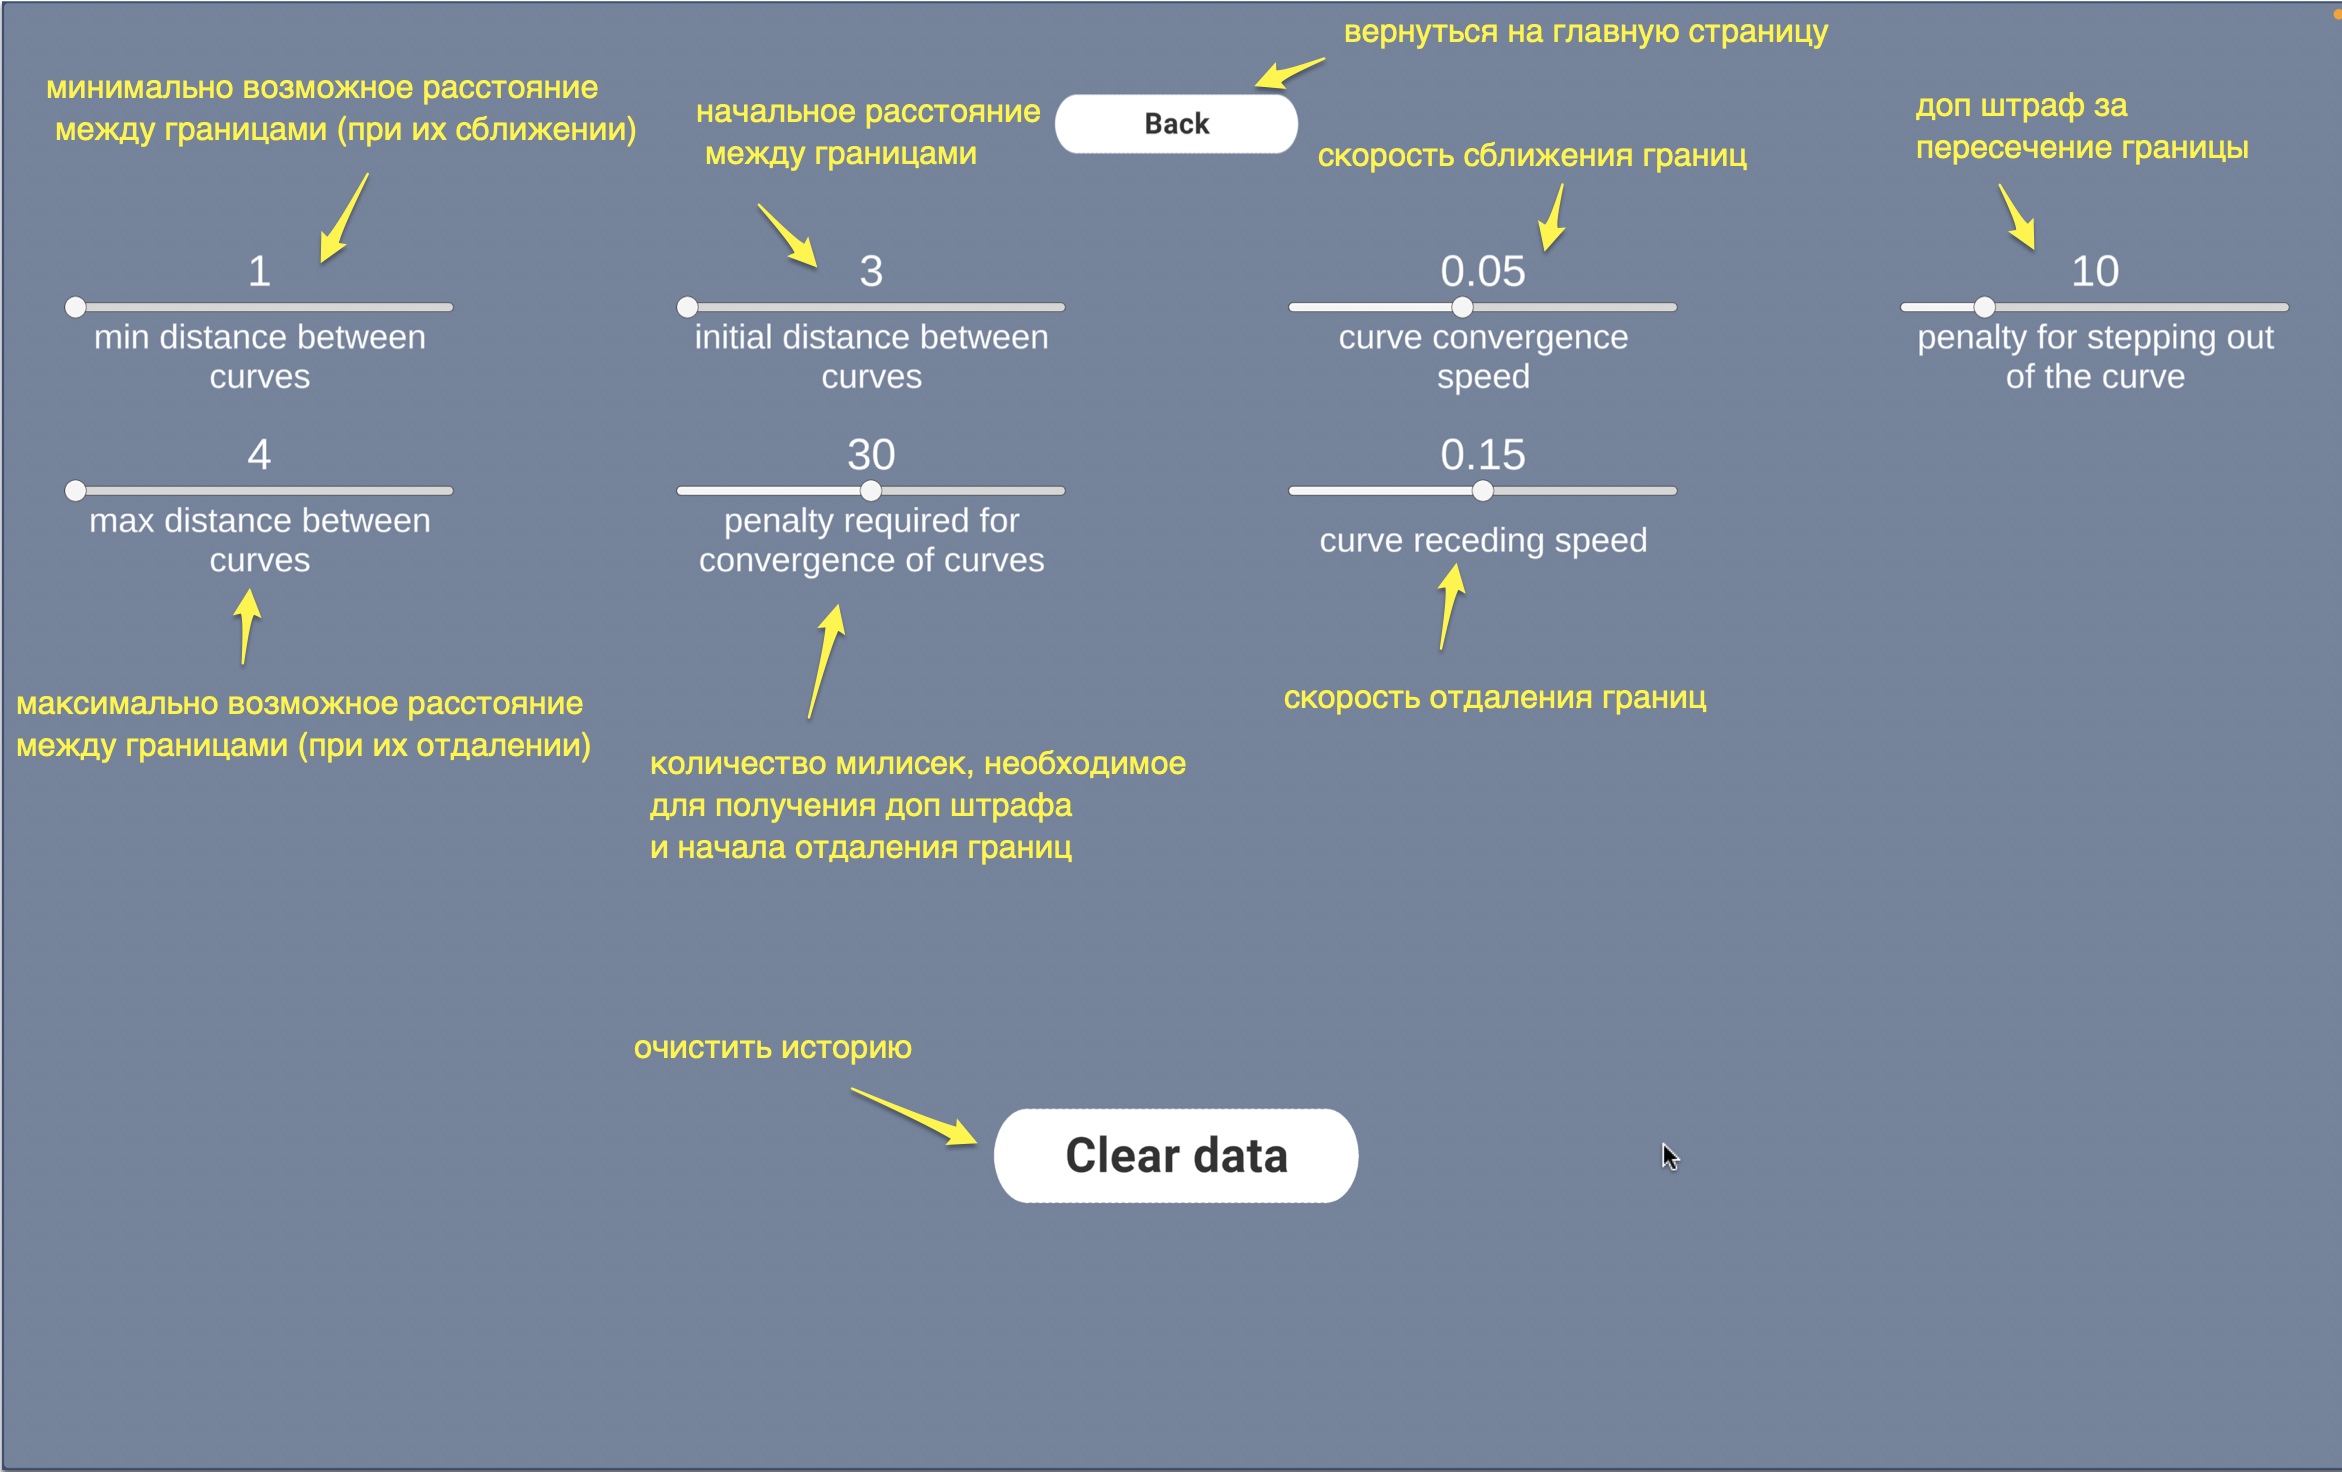 вернуться на главную страницу
минимально возможное расстояние
между границами (при их сближении)
начальное расстояние
между границами
Back
скорость сближения границ
доп штраф за
пересечение границы
1
min distance between
curves
3
initial distance between
curves
0.05
curve convergence
speed
10
penalty for stepping out
of the curve
4
max distance between
curves
30
penalty required for
convergence of curves
0.15
curve receding speed
максимально возможное расстояние
между границами (при их отдалении)
количество милисек, необходимое
для получения доп штрафа
и начала отдаления границ
скорость отдаления границ
очистить историю
Clear data